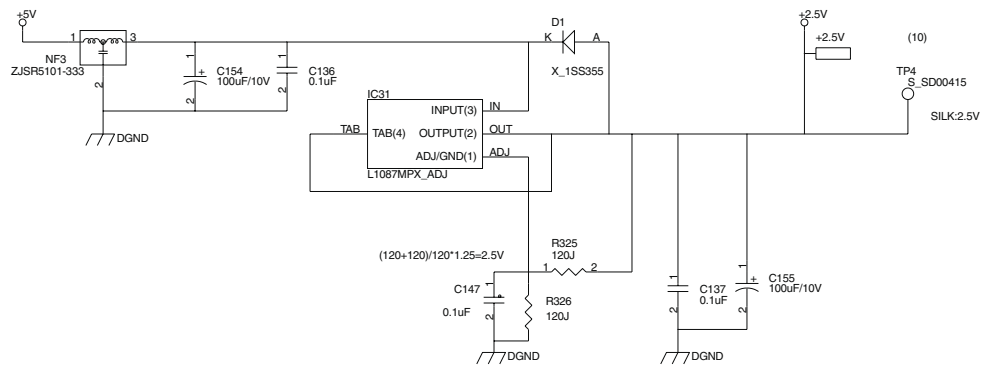 +5V
D1
+2.5V
1
3
K
A
+2.5V
(10)
NF3
ZJSR5101-333
1
1
X_1SS355
TP4
S_SD00415
+
C154
100uF/10V
C136
0.1uF
2
2
2
IC31
INPUT(3)
IN
SILK:2.5V
DGND
TAB
TAB(4)
OUTPUT(2)
OUT
ADJ/GND(1)
ADJ
L1087MPX_ADJ
R325
120J
(120+120)/120*1.25=2.5V
1
2
1
1
C147
0.1uF
2
R326
120J
C137
0.1uF
+
C155
100uF/10V
2
2
DGND
DGND